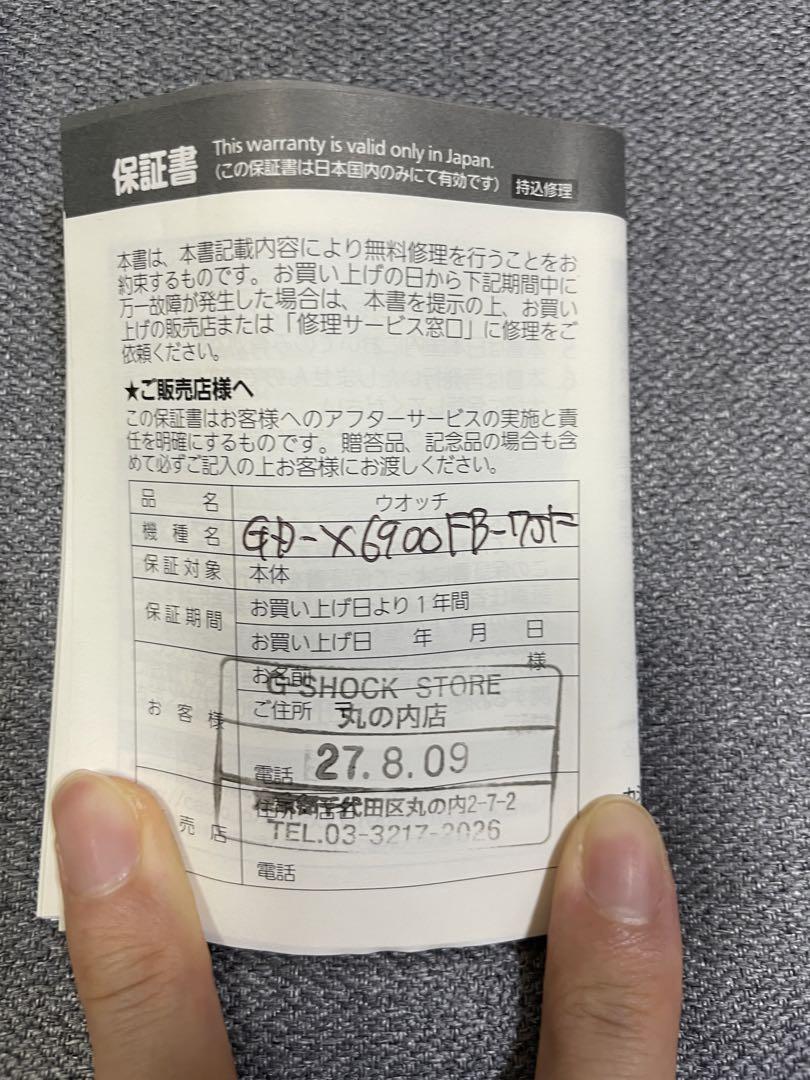 保証書
This warranty is valid only in Japan.
(この保証書は日本国内のみにて有効です)
持込修理
本書は、本書記載内容により無料修理を行うことをお
約束するものです。お買い上げの日から下記期間中に
万一故障が発生した場合は、本書を提示の上、お買い
上げの販売店または「修理サービス窓口」に修理をご
依頼ください。
★ご販売店様へ
この保証書はお客様へのアフターサービスの実施と責
任を明確にするものです。贈答品、記念品の場合も含
めて必ずご記入の上お客様にお渡しください。
品名 ウオッチ
機種名 GD-X6900FB-7JF
保証対象 本体
保証期間 お買い上げ日より1年間
お買い上げ日 年 月 日
お客様 お名前 様
G-SHOCK STORE
ご住所 〒
丸の内店
電話
27.8.09
住所・店名
千代田区丸の内2-7-2
売店
TEL.03-3217-2026
電話